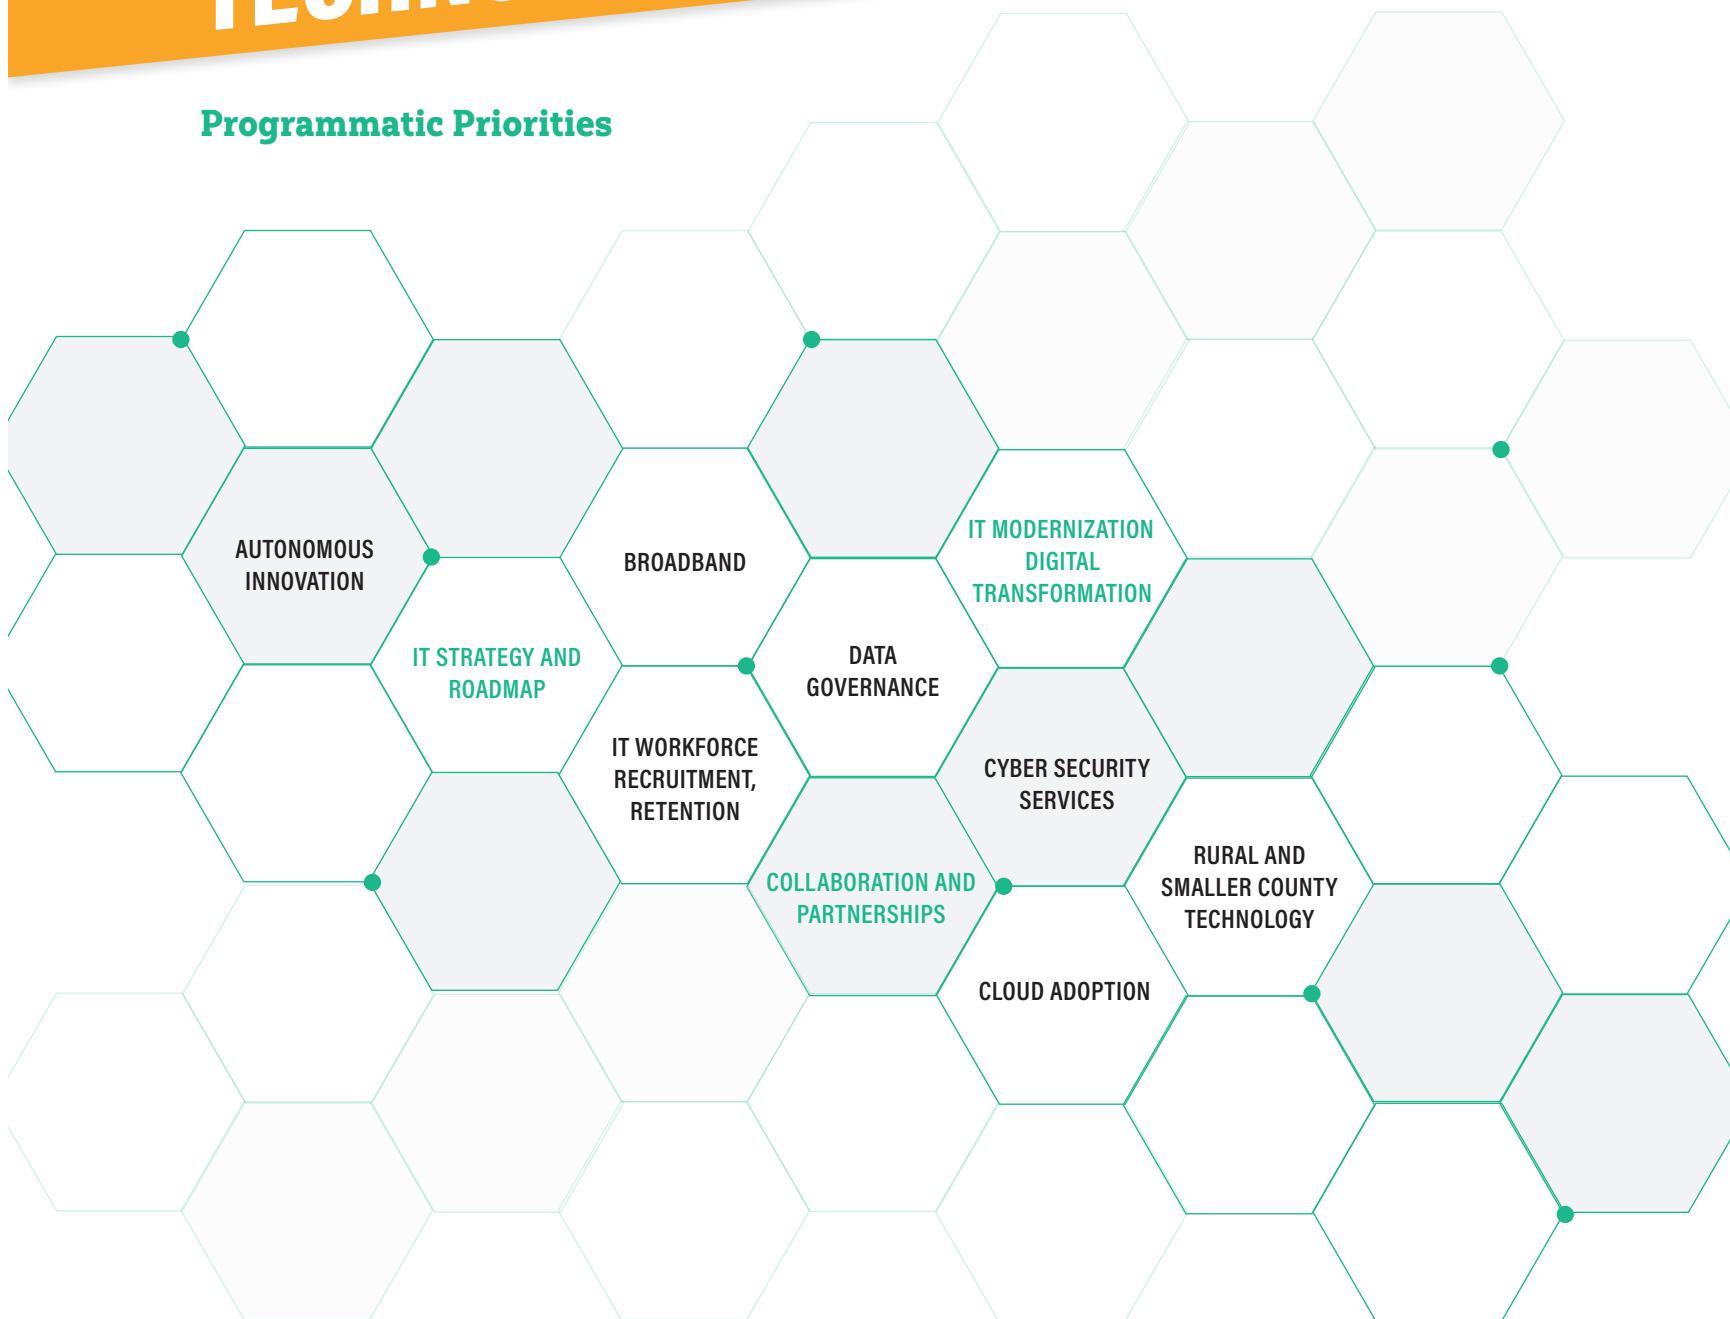 Programmatic Priorities
AUTONOMOUS
INNOVATION
IT STRATEGY AND
ROADMAP
BROADBAND
IT WORKFORCE
RECRUITMENT,
RETENTION
DATA
GOVERNANCE
COLLABORATION AND
PARTNERSHIPS
IT MODERNIZATION
DIGITAL
TRANSFORMATION
CYBER SECURITY
SERVICES
CLOUD ADOPTION
RURAL AND
SMALLER COUNTY
TECHNOLOGY